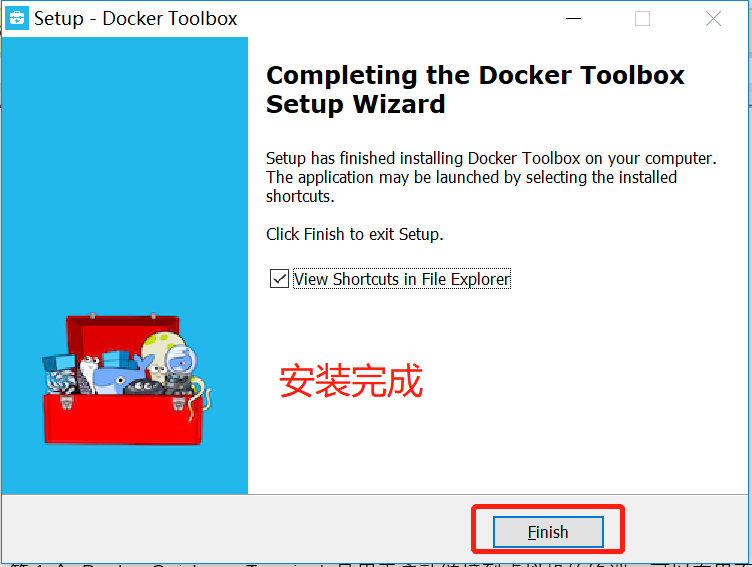 Setup - Docker Toolbox
Completing the Docker Toolbox
Setup Wizard
Setup has finished installing Docker Toolbox on your computer.
The application may be launched by selecting the installed
shortcuts.
Click Finish to exit Setup.
View Shortcuts in File Explorer
安装完成
Finish